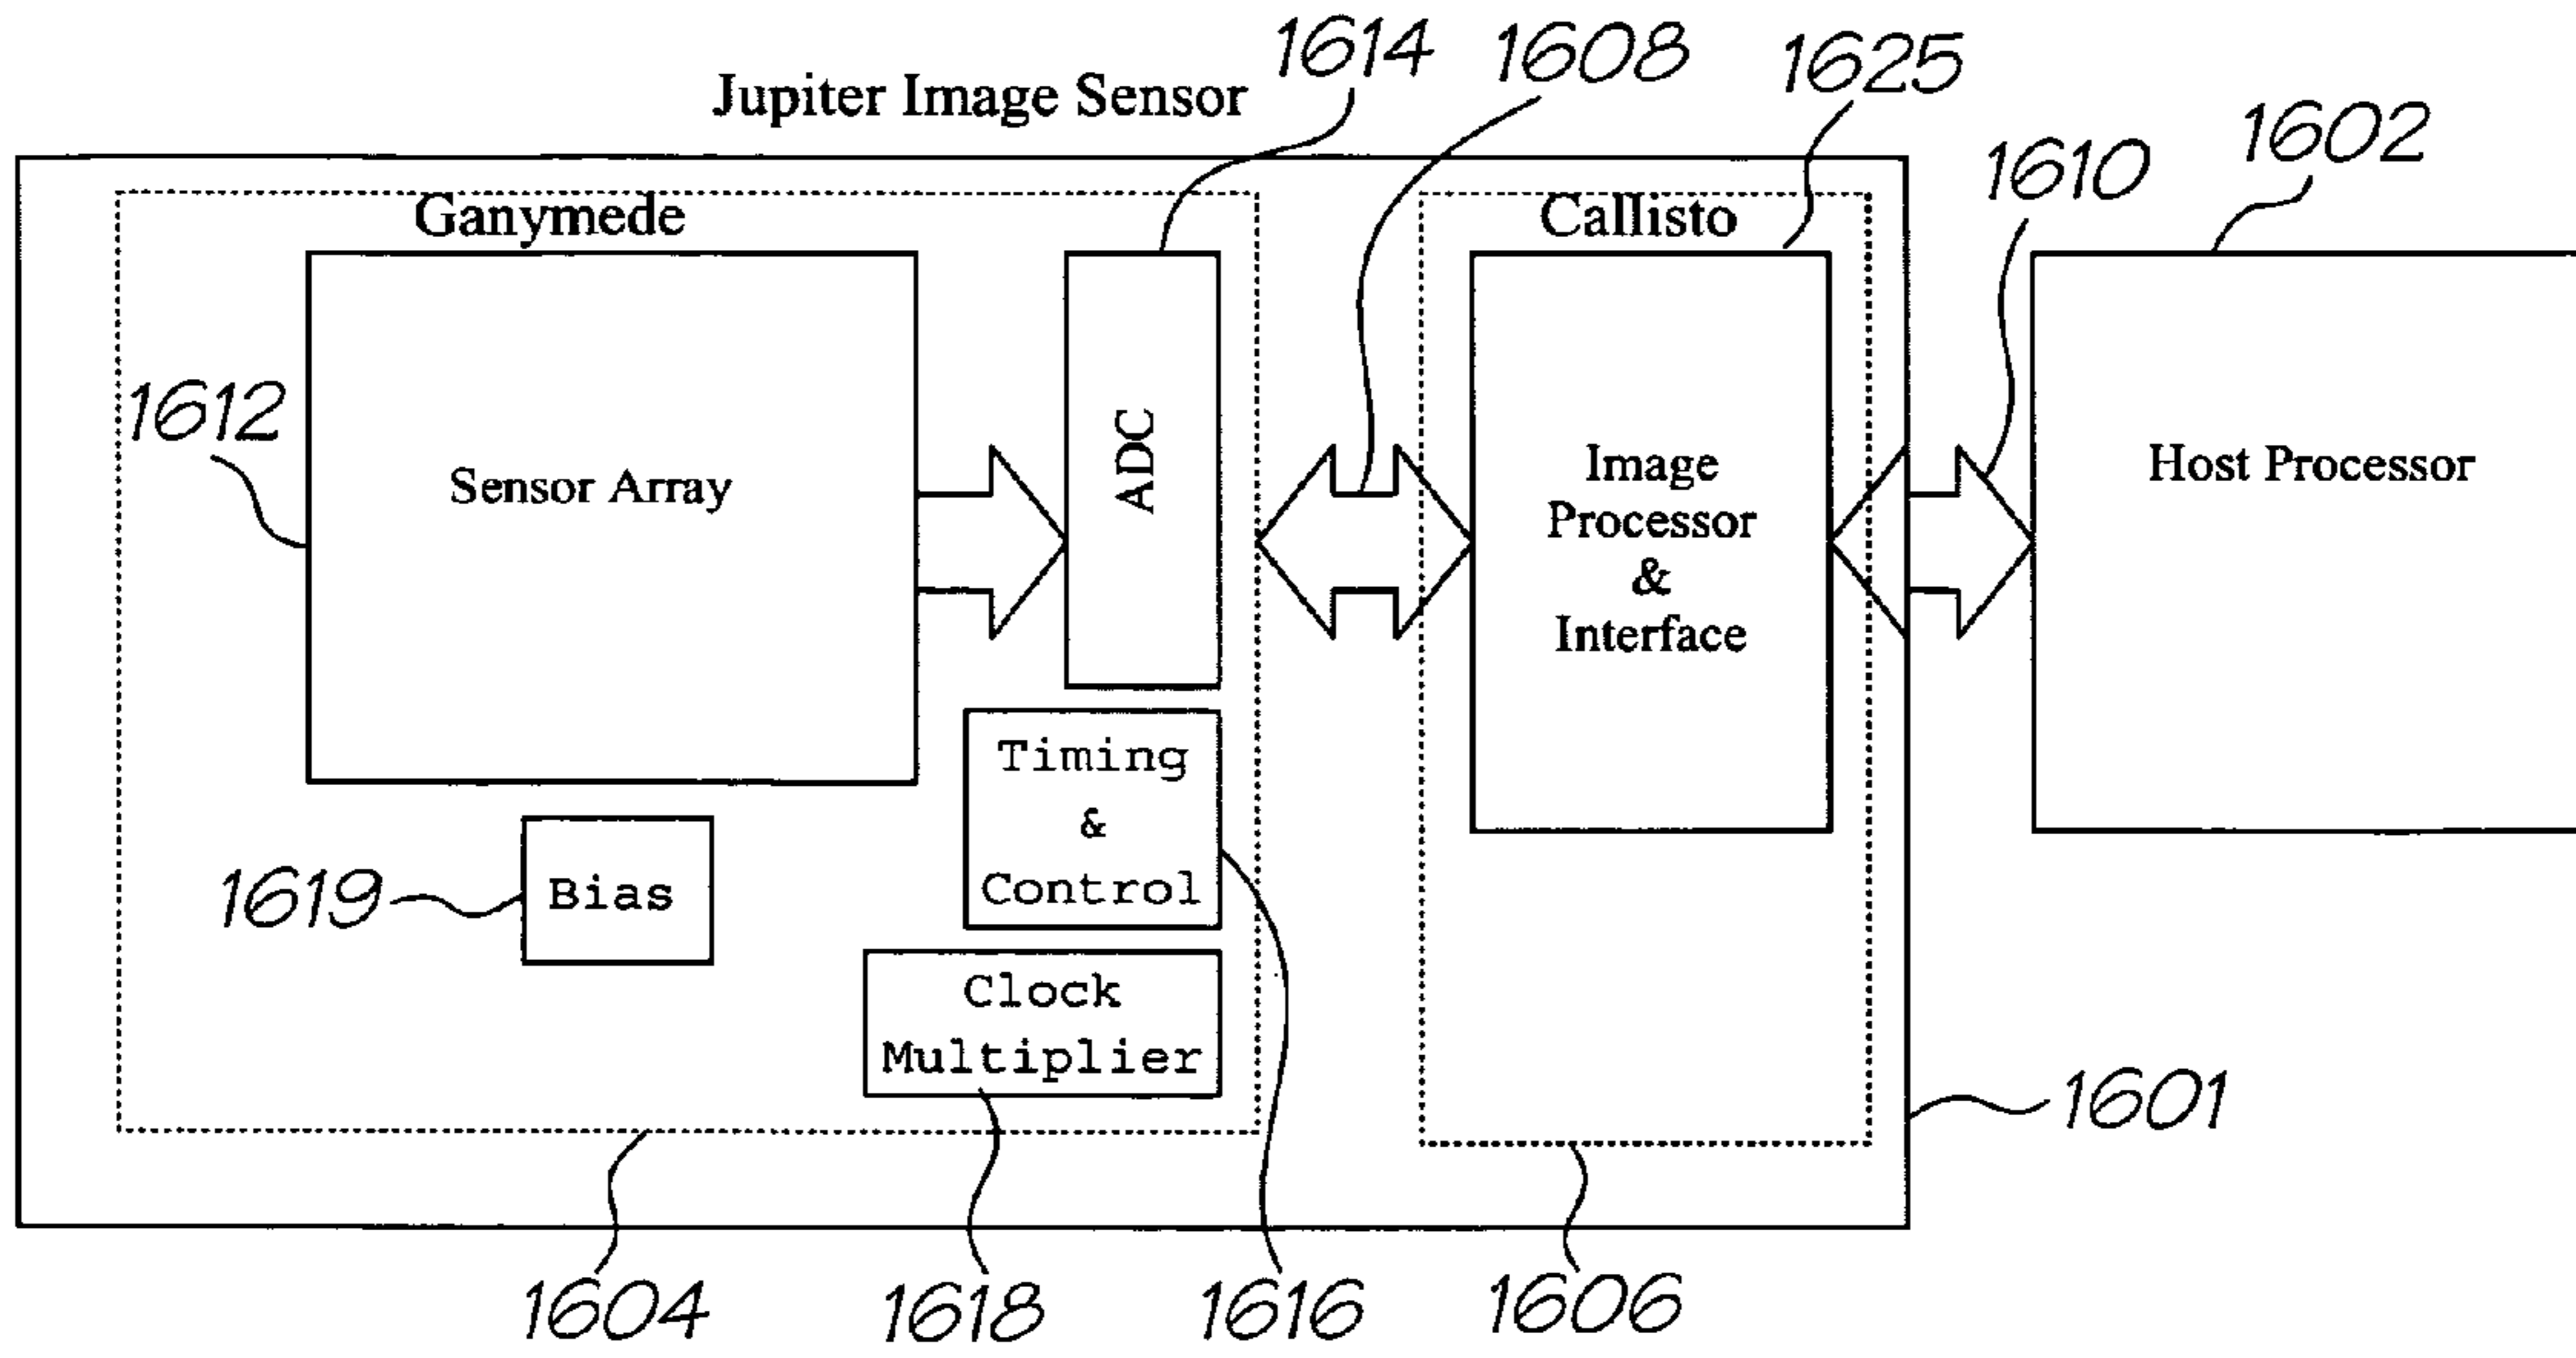 Jupiter Image Sensor
1614
1608
1625
1610
1602
Ganymede
Callisto
1612
Sensor Array
ADC
Image
Processor
&
Interface
Host Processor
Timing
&
Control
1619
Bias
Clock
Multiplier
1601
1604
1618
1616
1606